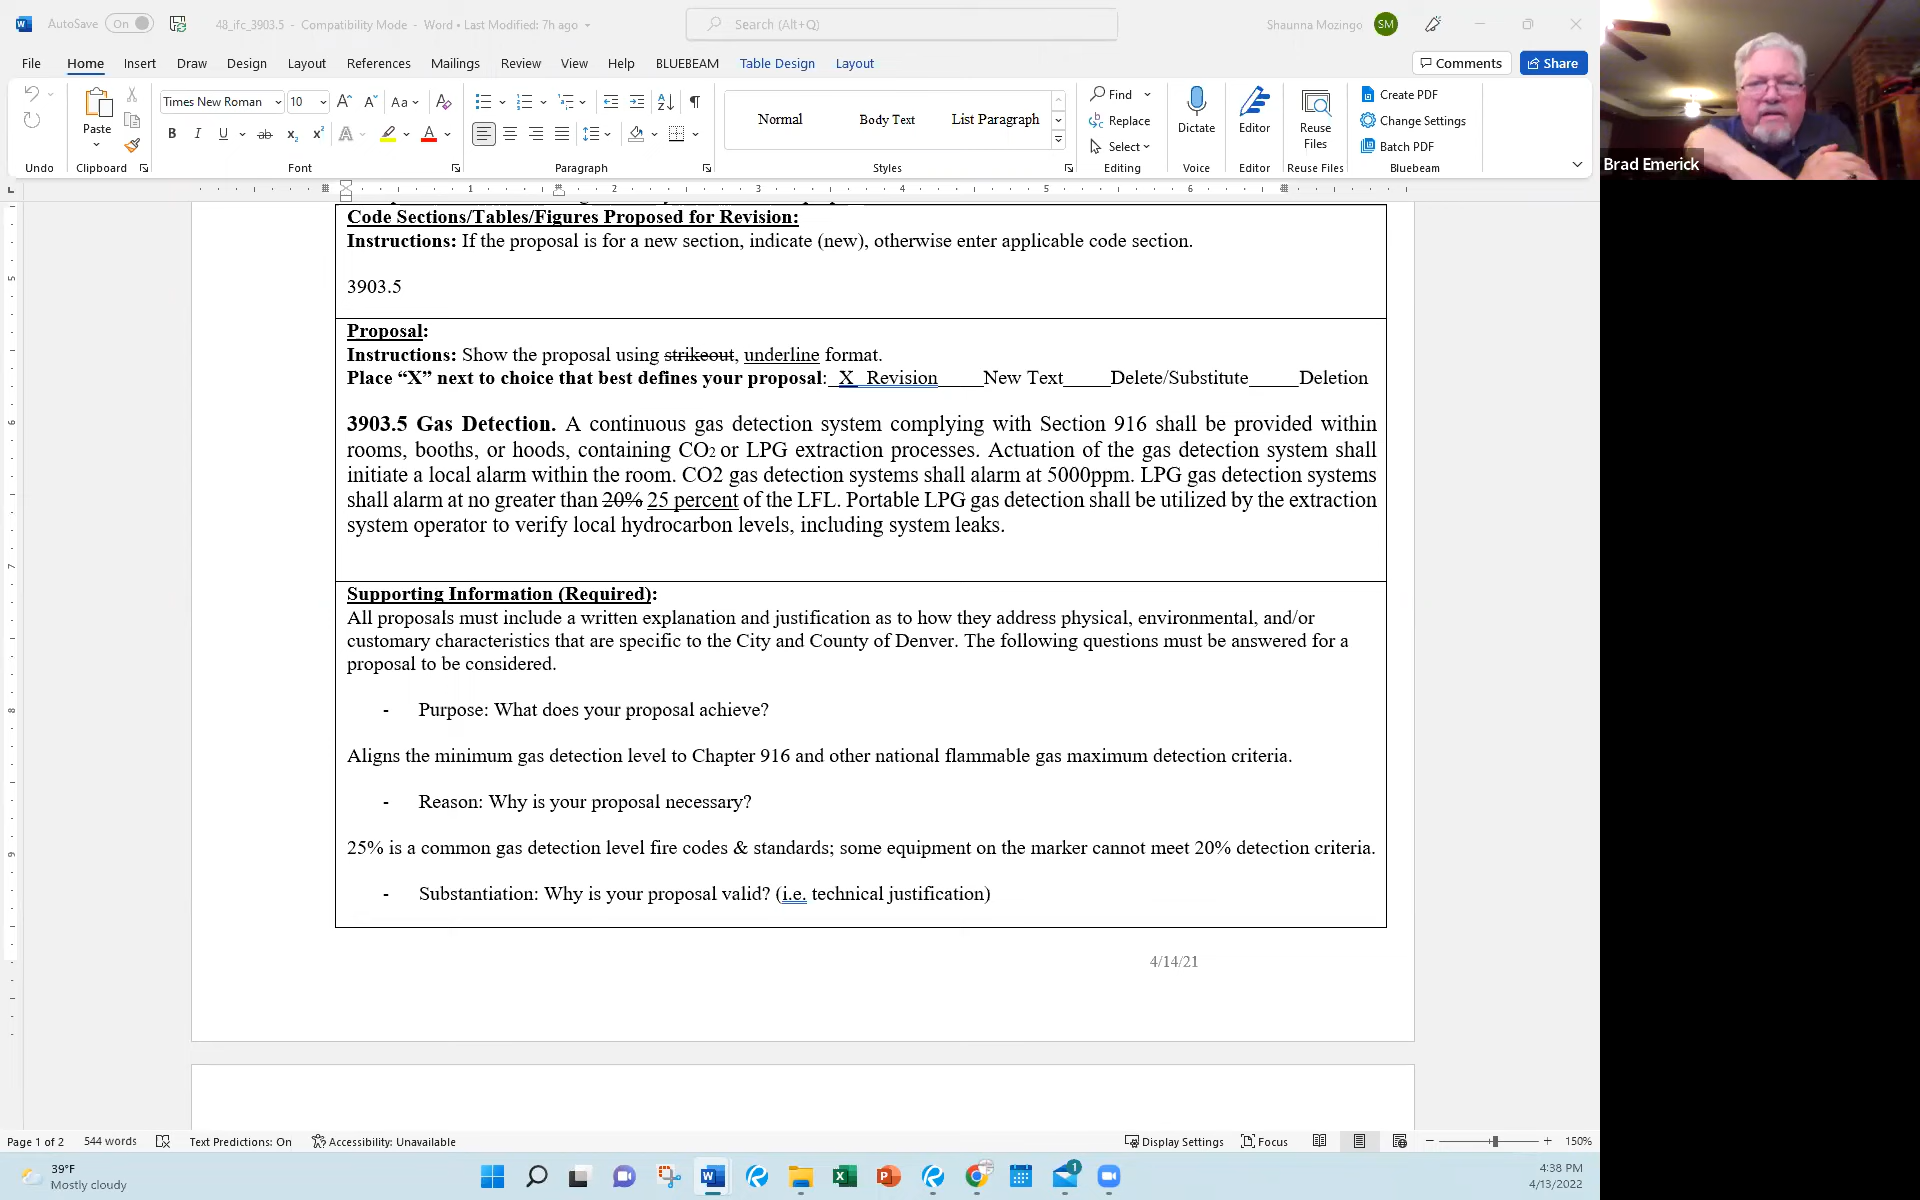 AutoSave On 48_ifc_3903.5 - Compatibility Mode - Word • Last Modified: 7h ago Search (Alt+Q) Shaunna Mozingo SM
File Home Insert Draw Design Layout References Mailings Review View Help BLUEBEAM Table Design Layout Comments Share
Times New Roman 10 Aa Find Create PDF
Paste Normal Body Text List Paragraph Replace Dictate Editor Reuse Files Change Settings
Select Batch PDF
Undo Clipboard Font Paragraph Styles Editing Voice Editor Reuse Files Bluebeam
Brad Emerick
1 2 3 4 5 6 7
Code Sections/Tables/Figures Proposed for Revision:
Instructions: If the proposal is for a new section, indicate (new), otherwise enter applicable code section.
3903.5
Proposal:
Instructions: Show the proposal using strikeout, underline format.
Place “X” next to choice that best defines your proposal:_X_Revision_____New Text_____Delete/Substitute_____Deletion
3903.5 Gas Detection. A continuous gas detection system complying with Section 916 shall be provided within
rooms, booths, or hoods, containing CO2 or LPG extraction processes. Actuation of the gas detection system shall
initiate a local alarm within the room. CO2 gas detection systems shall alarm at 5000ppm. LPG gas detection systems
shall alarm at no greater than 20% 25 percent of the LFL. Portable LPG gas detection shall be utilized by the extraction
system operator to verify local hydrocarbon levels, including system leaks.
Supporting Information (Required):
All proposals must include a written explanation and justification as to how they address physical, environmental, and/or
customary characteristics that are specific to the City and County of Denver. The following questions must be answered for a
proposal to be considered.
- Purpose: What does your proposal achieve?
Aligns the minimum gas detection level to Chapter 916 and other national flammable gas maximum detection criteria.
- Reason: Why is your proposal necessary?
25% is a common gas detection level fire codes & standards; some equipment on the marker cannot meet 20% detection criteria.
- Substantiation: Why is your proposal valid? (i.e. technical justification)
4/14/21
Page 1 of 2 544 words Text Predictions: On Accessibility: Unavailable Display Settings Focus 150%
39°F
Mostly cloudy
1
4:38 PM
4/13/2022